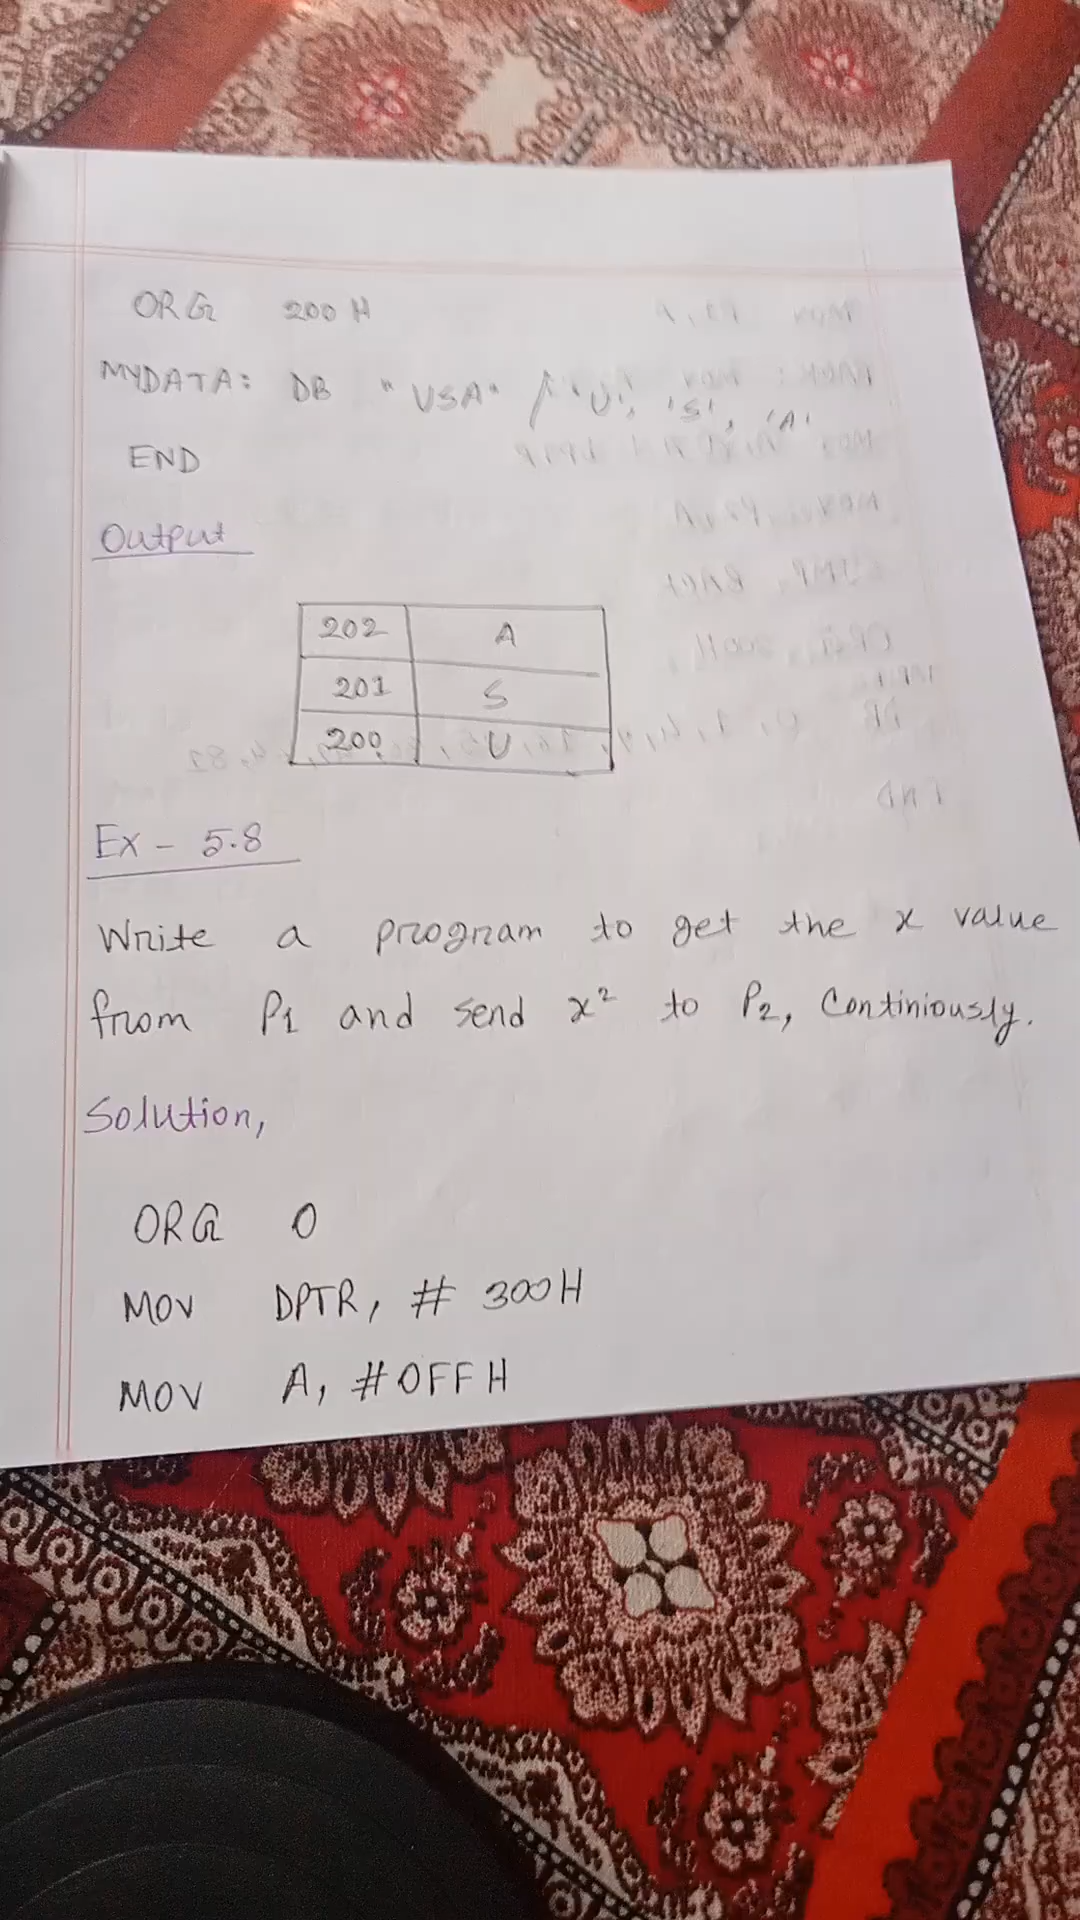 ORG 200 H
MYDATA: DB "USA" / 'U', 'S', 'A'
END
Output
202 A
201 S
200 U
Ex - 5.8
Write a program to get the x value
from P1 and send x² to P2, Continiously.
Solution,
ORG 0
MOV DPTR, # 300H
MOV A, #0FFH